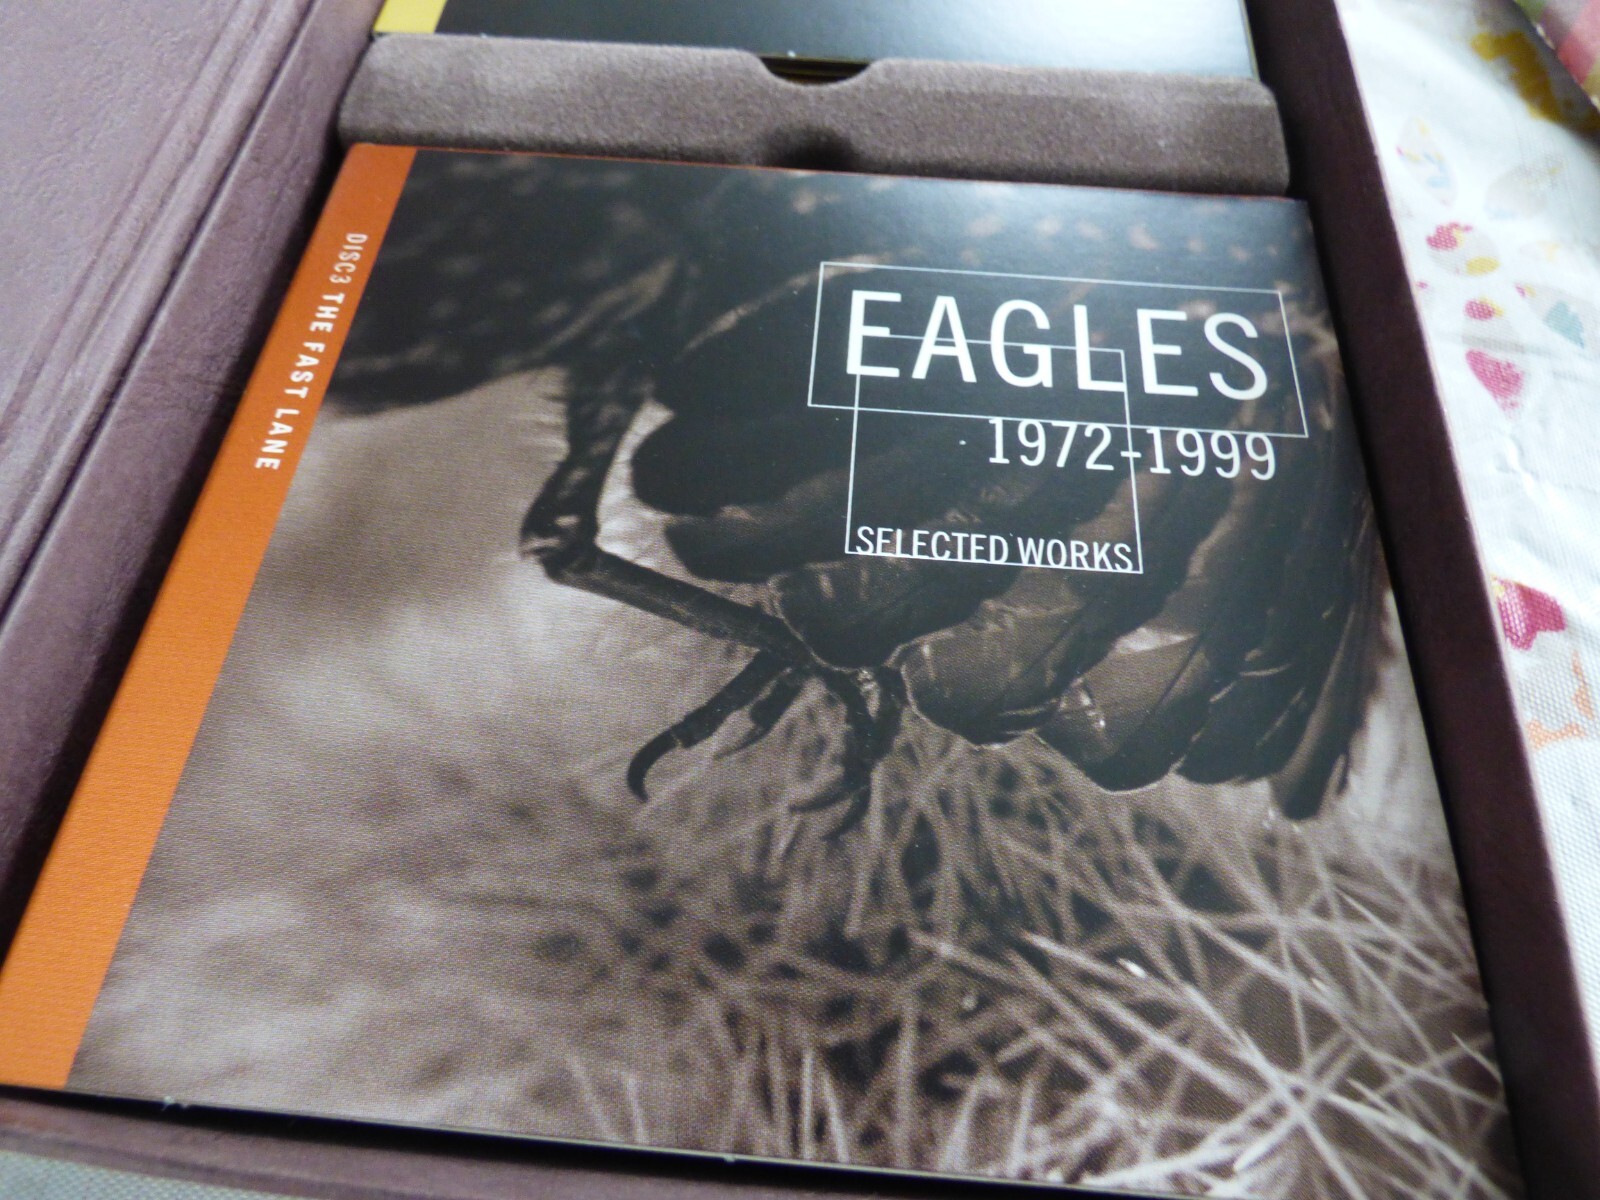 DISC3 THE FAST LANE
EAGLES
1972-1999
SELECTED WORKS